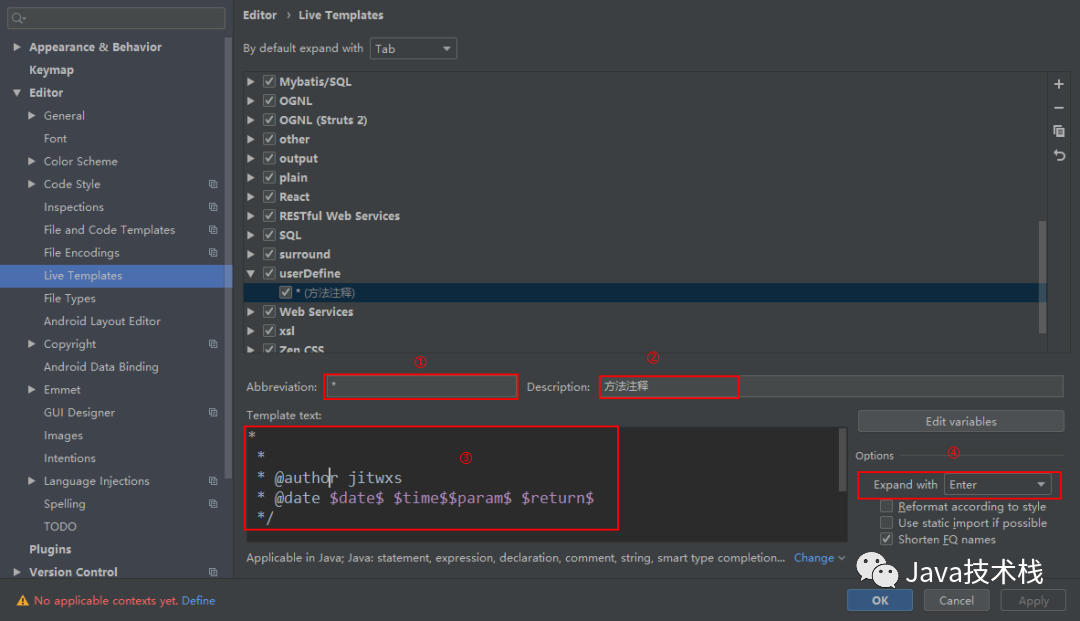 Appearance & Behavior
Keymap
Editor
General
Font
Color Scheme
Code Style
Inspections
File and Code Templates
File Encodings
Live Templates
File Types
Android Layout Editor
Copyright
Android Data Binding
Emmet
GUI Designer
Images
Intentions
Language Injections
Spelling
TODO
Plugins
Version Control
Editor › Live Templates
By default expand with Tab
Mybatis/SQL
OGNL
OGNL (Struts 2)
other
output
plain
React
RESTful Web Services
SQL
surround
userDefine
* (方法注释)
Web Services
xsl
Zen CSS
① ②
Abbreviation: * Description: 方法注释
Template text:
*
*
* @author jitwxs
* @date $date$ $time$$param$ $return$
*/
③
Edit variables
Options ④
Expand with Enter
Reformat according to style
Use static import if possible
Shorten FQ names
Applicable in Java; Java: statement, expression, declaration, comment, string, smart type completion... Change
Java技术栈
No applicable contexts yet. Define
OK Cancel Apply